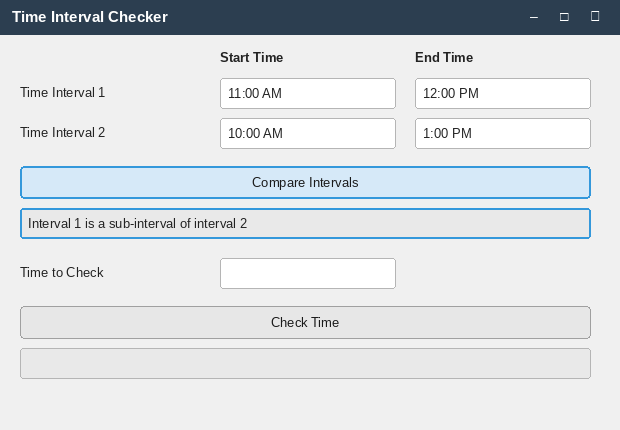 Time Interval Checker
Start Time End Time
Time Interval 1 11:00 AM 12:00 PM
Time Interval 2 10:00 AM 1:00 PM
Compare Intervals
Interval 1 is a sub-interval of interval 2
Time to Check
Check Time